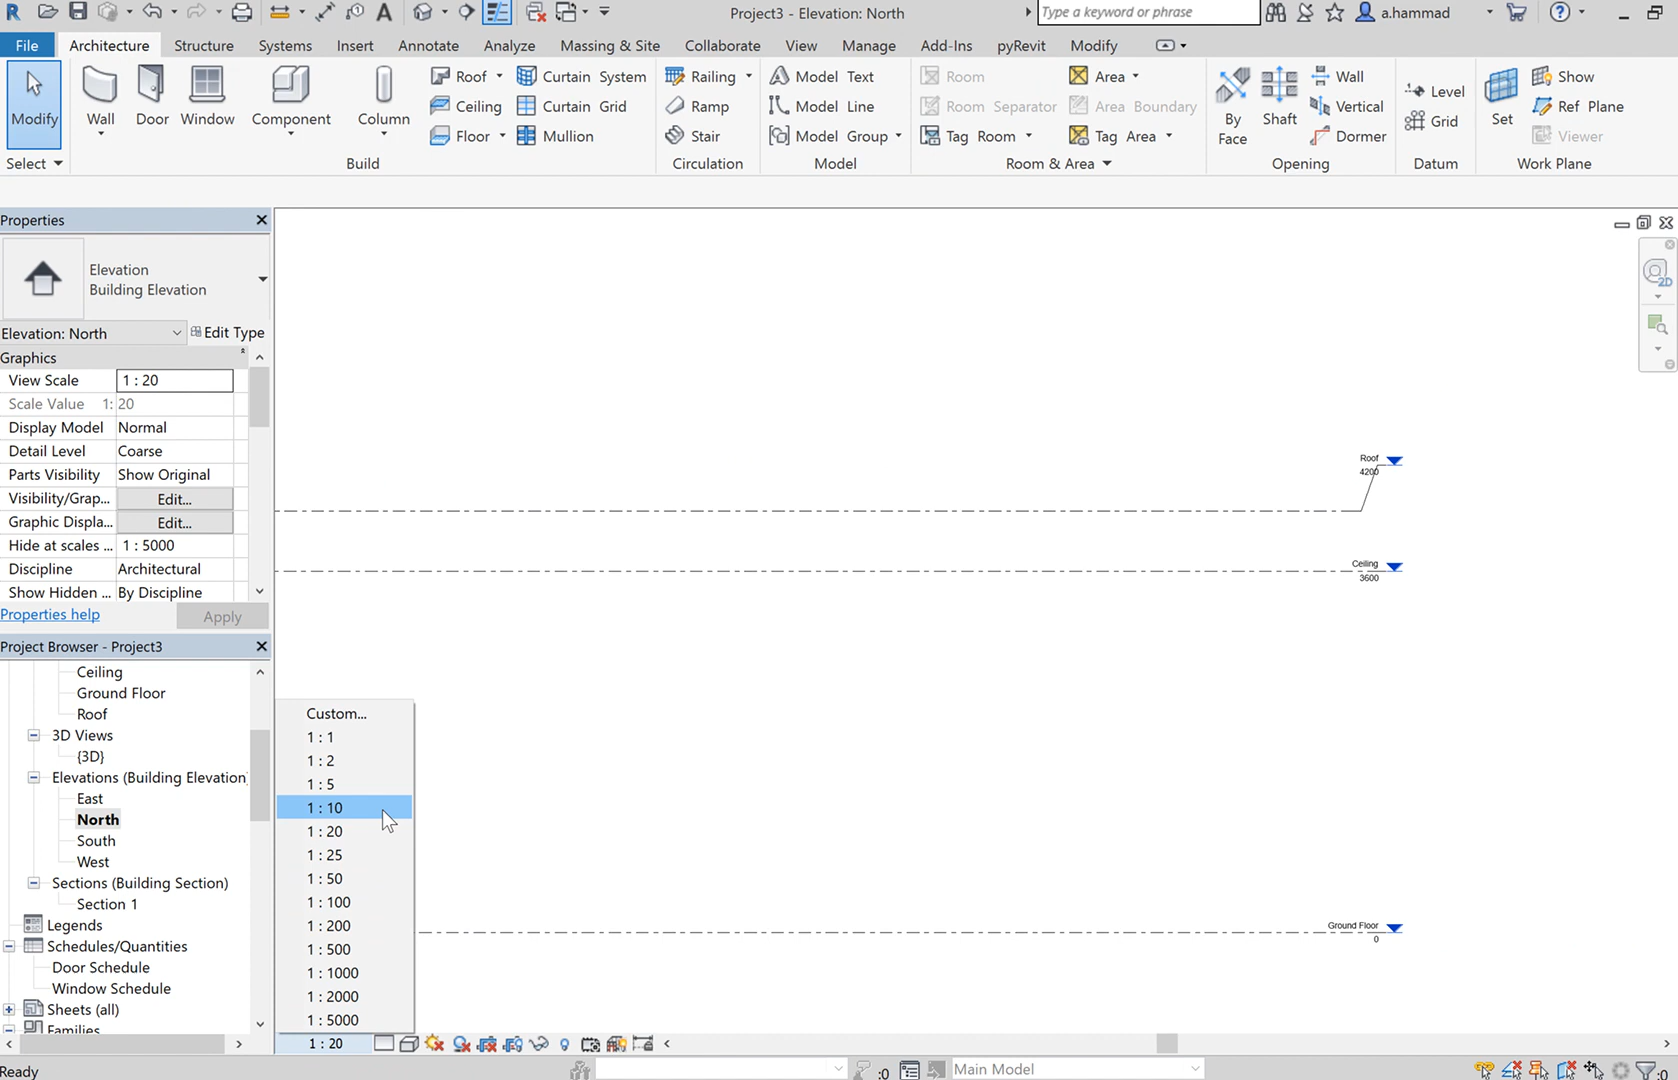 Project3 - Elevation: North
Type a keyword or phrase
a.hammad
File Architecture Structure Systems Insert Annotate Analyze Massing & Site Collaborate View Manage Add-Ins pyRevit Modify
Modify
Wall
Door
Window
Component
Column
Roof
Ceiling
Floor
Curtain System
Curtain Grid
Mullion
Railing
Ramp
Stair
Model Text
Model Line
Model Group
Room
Room Separator
Tag Room
Area
Area Boundary
Tag Area
By
Face
Shaft
Wall
Vertical
Dormer
Level
Grid
Set
Show
Ref Plane
Viewer
Select
Build
Circulation
Model
Room & Area
Opening
Datum
Work Plane
Properties
Elevation
Building Elevation
Elevation: North
Edit Type
Graphics
View Scale 1 : 20
Scale Value 1: 20
Display Model Normal
Detail Level Coarse
Parts Visibility Show Original
Visibility/Grap... Edit...
Graphic Displa... Edit...
Hide at scales ... 1 : 5000
Discipline Architectural
Show Hidden ... By Discipline
Properties help
Apply
Project Browser - Project3
Ceiling
Ground Floor
Roof
3D Views
{3D}
Elevations (Building Elevation)
East
North
South
West
Sections (Building Section)
Section 1
Legends
Schedules/Quantities
Door Schedule
Window Schedule
Sheets (all)
Families
Custom...
1 : 1
1 : 2
1 : 5
1 : 10
1 : 20
1 : 25
1 : 50
1 : 100
1 : 200
1 : 500
1 : 1000
1 : 2000
1 : 5000
1 : 20
Roof
4200
Ceiling
3600
Ground Floor
0
2D
Ready
:0
Main Model
:0